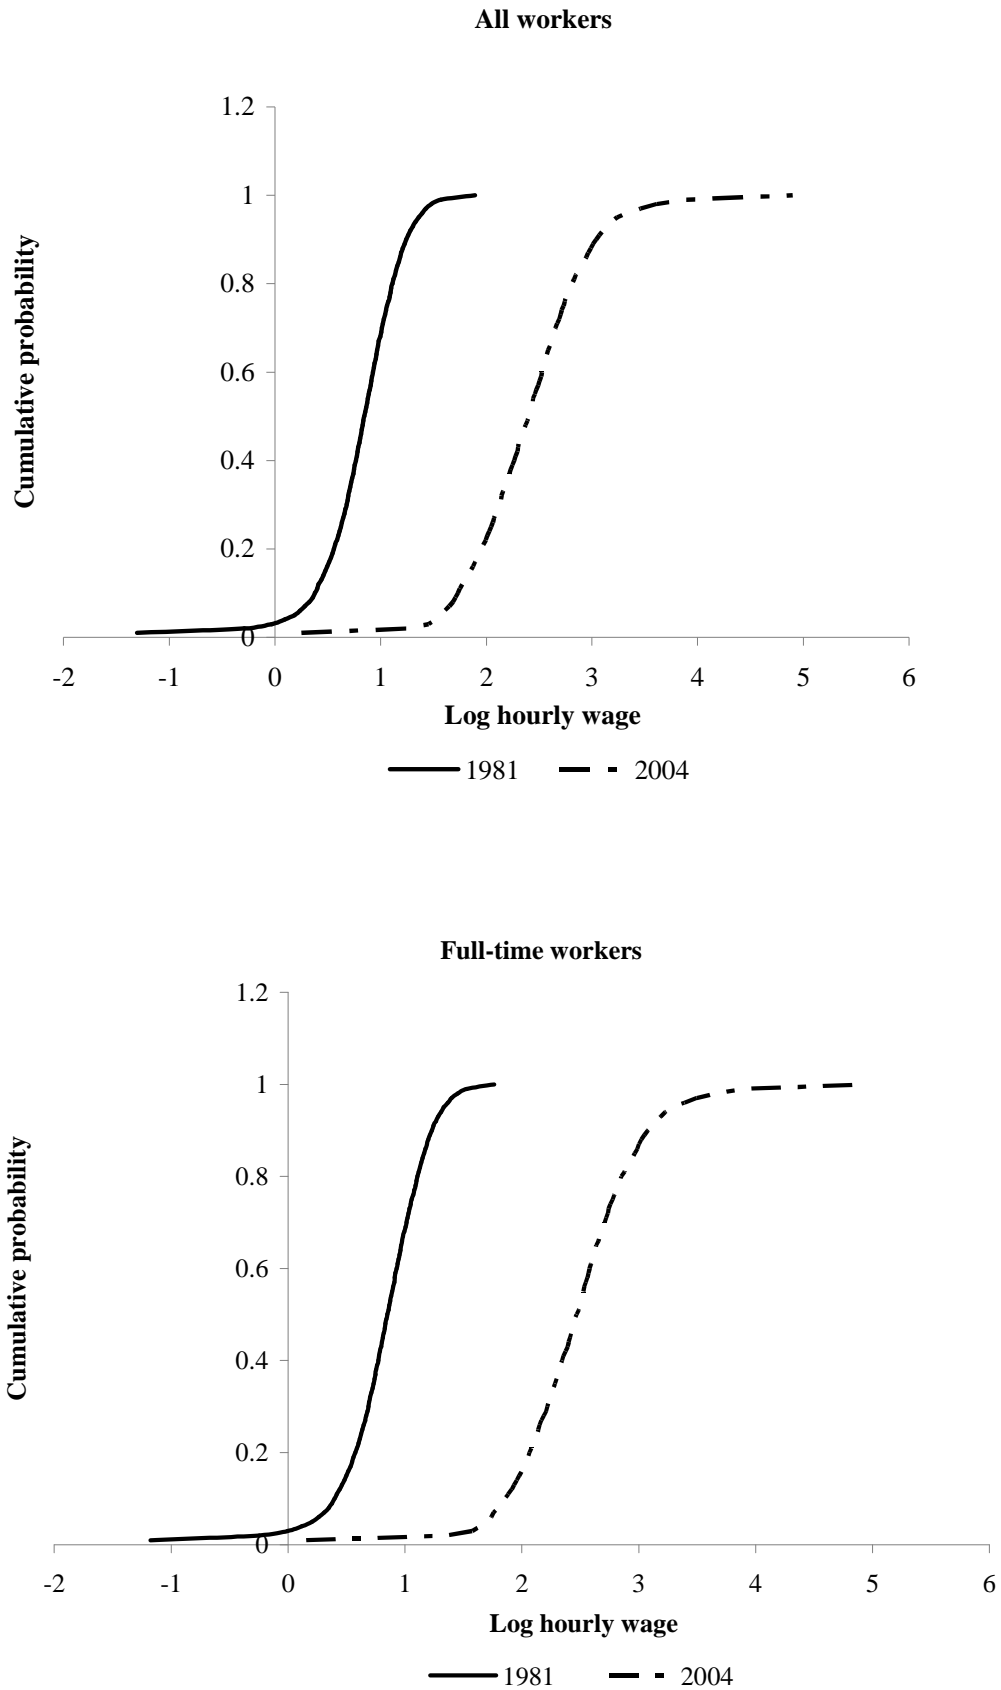 All workers
1.2
1
0.8
0.6
0.4
0.2
0
Cumulative probability
-2 -1 0 1 2 3 4 5 6
Log hourly wage
1981 2004
Full-time workers
1.2
1
0.8
0.6
0.4
0.2
0
Cumulative probability
-2 -1 0 1 2 3 4 5 6
Log hourly wage
1981 2004